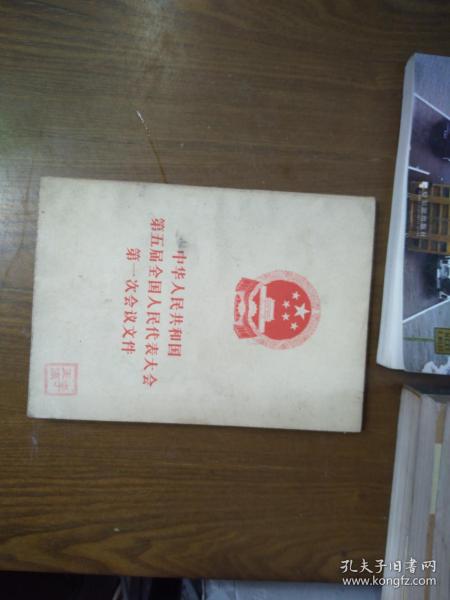 中华人民共和国
第五届全国人民代表大会
第一次会议文件
孔夫子旧书网
www.kongfz.com